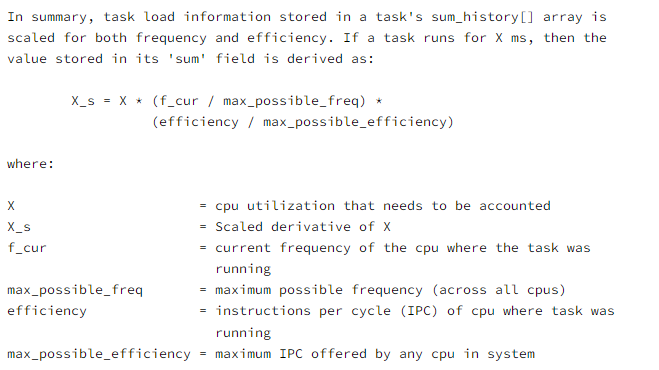 In summary, task load information stored in a task's sum_history[] array is
scaled for both frequency and efficiency. If a task runs for X ms, then the
value stored in its 'sum' field is derived as:
X_s = X * (f_cur / max_possible_freq) *
(efficiency / max_possible_efficiency)
where:
X = cpu utilization that needs to be accounted
X_s = Scaled derivative of X
f_cur = current frequency of the cpu where the task was
running
max_possible_freq = maximum possible frequency (across all cpus)
efficiency = instructions per cycle (IPC) of cpu where task was
running
max_possible_efficiency = maximum IPC offered by any cpu in system